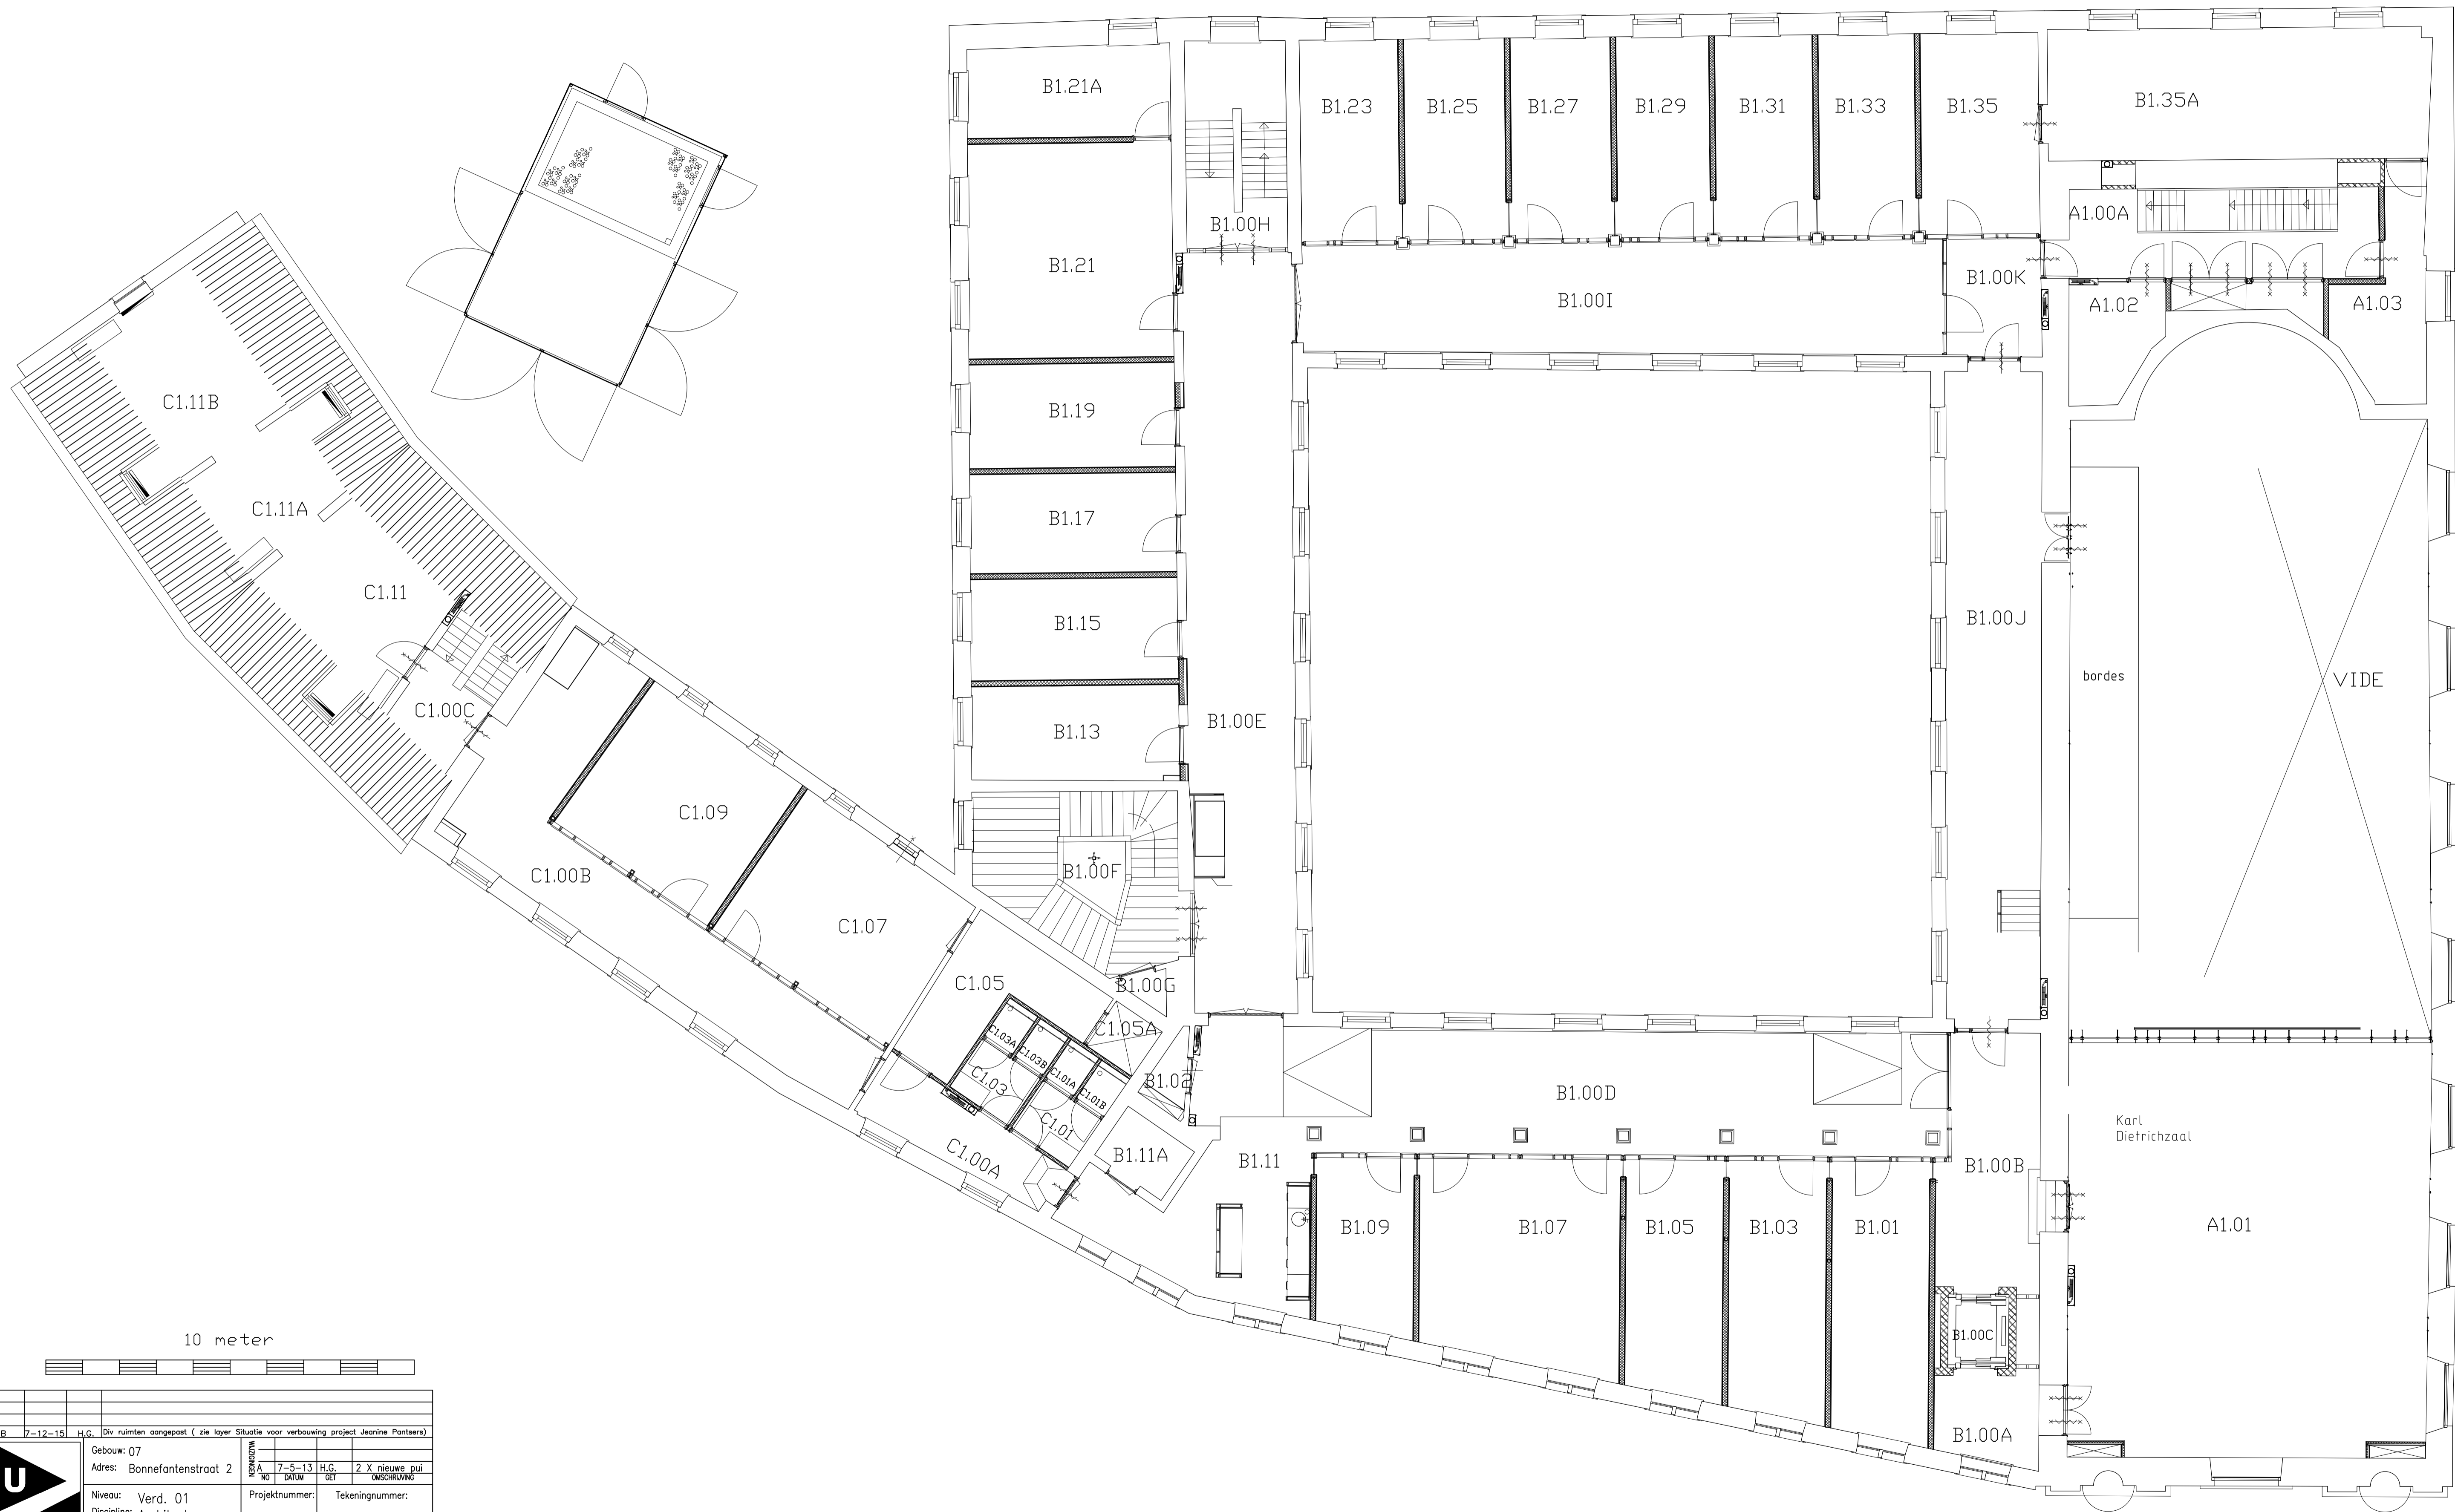 B1.21A
B1.23
B1.25
B1.27
B1.29
B1.31
B1.33
B1.35
B1.35A
B1.00H
A1.00A
B1.21
B1.00I
B1.00K
A1.02
A1.03
C1.11B
B1.19
C1.11A
B1.17
C1.11
B1.15
B1.00J
bordes
VIDE
C1.00C
B1.13
B1.00E
C1.09
C1.00B
B1.00F
C1.07
C1.05
B1.00G
C1.05A
C1.03A
C1.03B
C1.01A
C1.01B
C1.03
C1.01
B1.02
B1.00D
Karl
Dietrichzaal
C1.00A
B1.11A
B1.11
B1.00B
B1.09
B1.07
B1.05
B1.03
B1.01
A1.01
B1.00C
B1.00A
10 meter
B 7-12-15 H.G. Div ruimten aangepast ( zie layer Situatie voor verbouwing project Jeanine Pantsers)
U
Gebouw: 07
Adres: Bonnefantenstraat 2
WIJZIGINGEN
A 7-5-13 H.G. 2 X nieuwe pui
NO DATUM GET OMSCHRIJVING
Niveau: Verd. 01
Projektnummer:
Tekeningnummer: